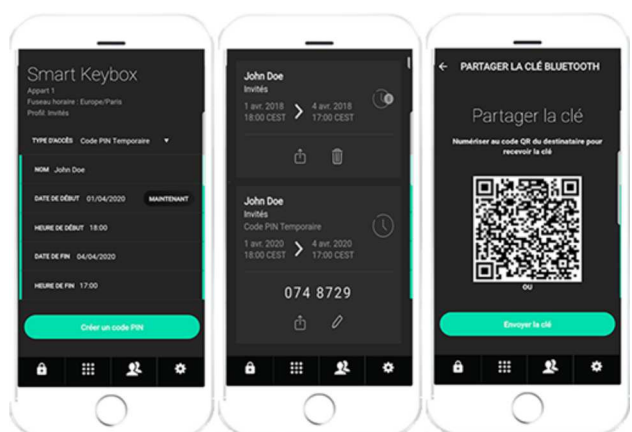 Smart Keybox
Appart 1
Fuseau horaire : Europe/Paris
Profil: Invités
TYPE D'ACCÈS Code PIN Temporaire
NOM John Doe
DATE DE DÉBUT 01/04/2020 MAINTENANT
HEURE DE DÉBUT 18:00
DATE DE FIN 04/04/2020
HEURE DE FIN 17:00
Créer un code PIN
John Doe
Invités
1 avr. 2018 4 avr. 2018
18:00 CEST 17:00 CEST
John Doe
Invités
Code PIN Temporaire
1 avr. 2020 4 avr. 2020
18:00 CEST 17:00 CEST
074 8729
PARTAGER LA CLÉ BLUETOOTH
Partager la clé
Numériser au code QR du destinataire pour
recevoir la clé
OU
Envoyer la clé